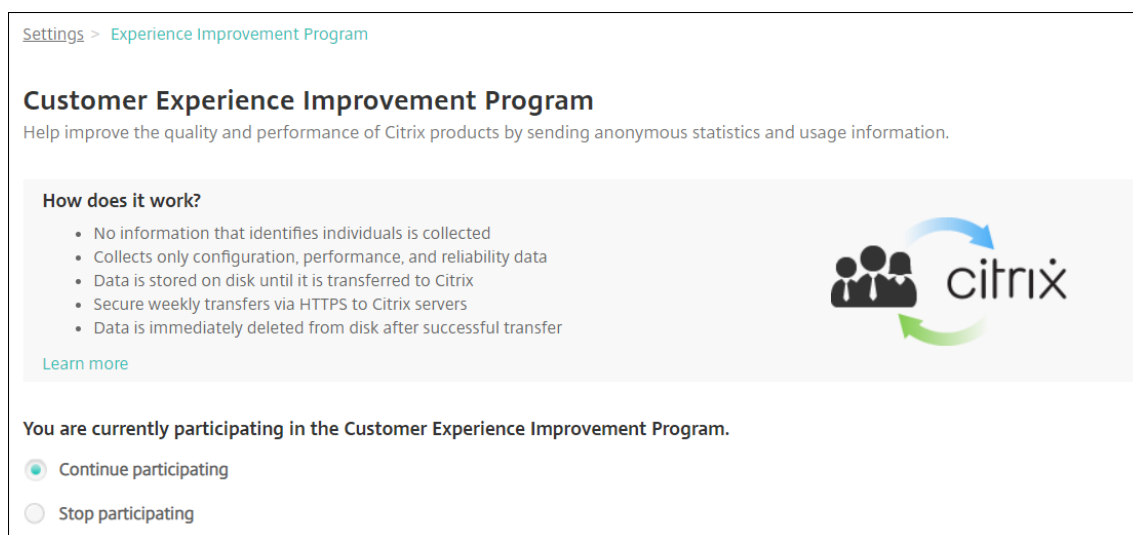 Settings > Experience Improvement Program
Customer Experience Improvement Program
Help improve the quality and performance of Citrix products by sending anonymous statistics and usage information.
How does it work?
• No information that identifies individuals is collected
• Collects only configuration, performance, and reliability data
• Data is stored on disk until it is transferred to Citrix
• Secure weekly transfers via HTTPS to Citrix servers
• Data is immediately deleted from disk after successful transfer
citrix
Learn more
You are currently participating in the Customer Experience Improvement Program.
Continue participating
Stop participating